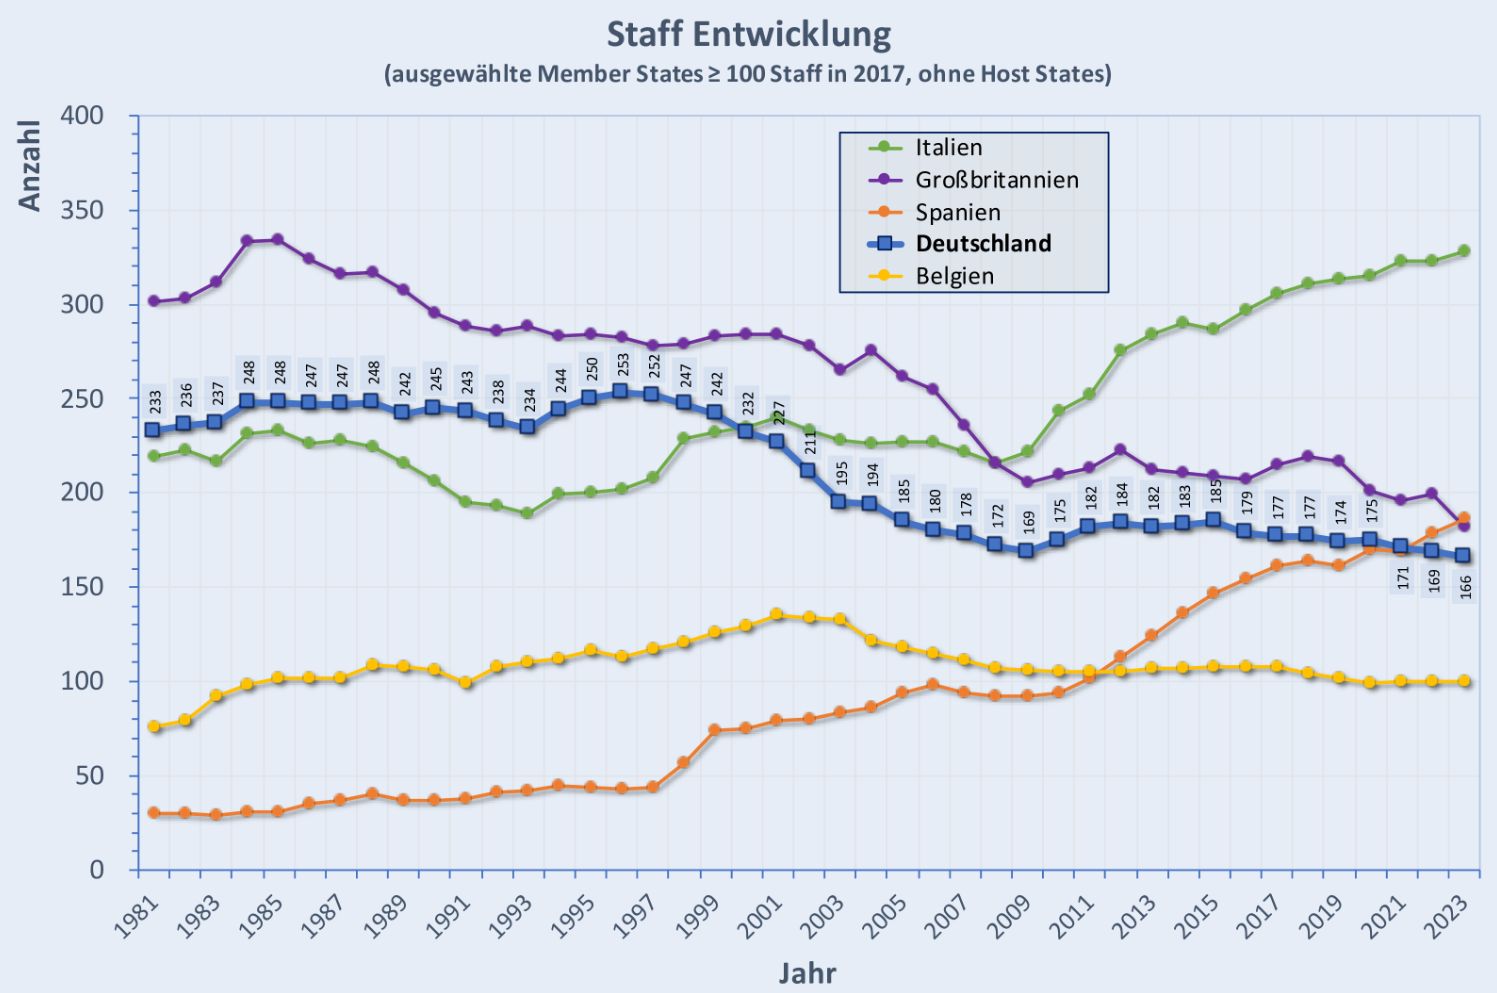 Staff Entwicklung
(ausgewählte Member States ≥ 100 Staff in 2017, ohne Host States)
Anzahl
400
350
300
250
200
150
100
50
0
Italien
Großbritannien
Spanien
Deutschland
Belgien
233 236 237 248 248 247 247 248 242 245 243 238 234 244 250 253 252 247 242 232 227 211 195 194 185 180 178 172 169 175 182 184 182 183 185 179 177 177 174 175 171 169 166
1981 1983 1985 1987 1989 1991 1993 1995 1997 1999 2001 2003 2005 2007 2009 2011 2013 2015 2017 2019 2021 2023
Jahr